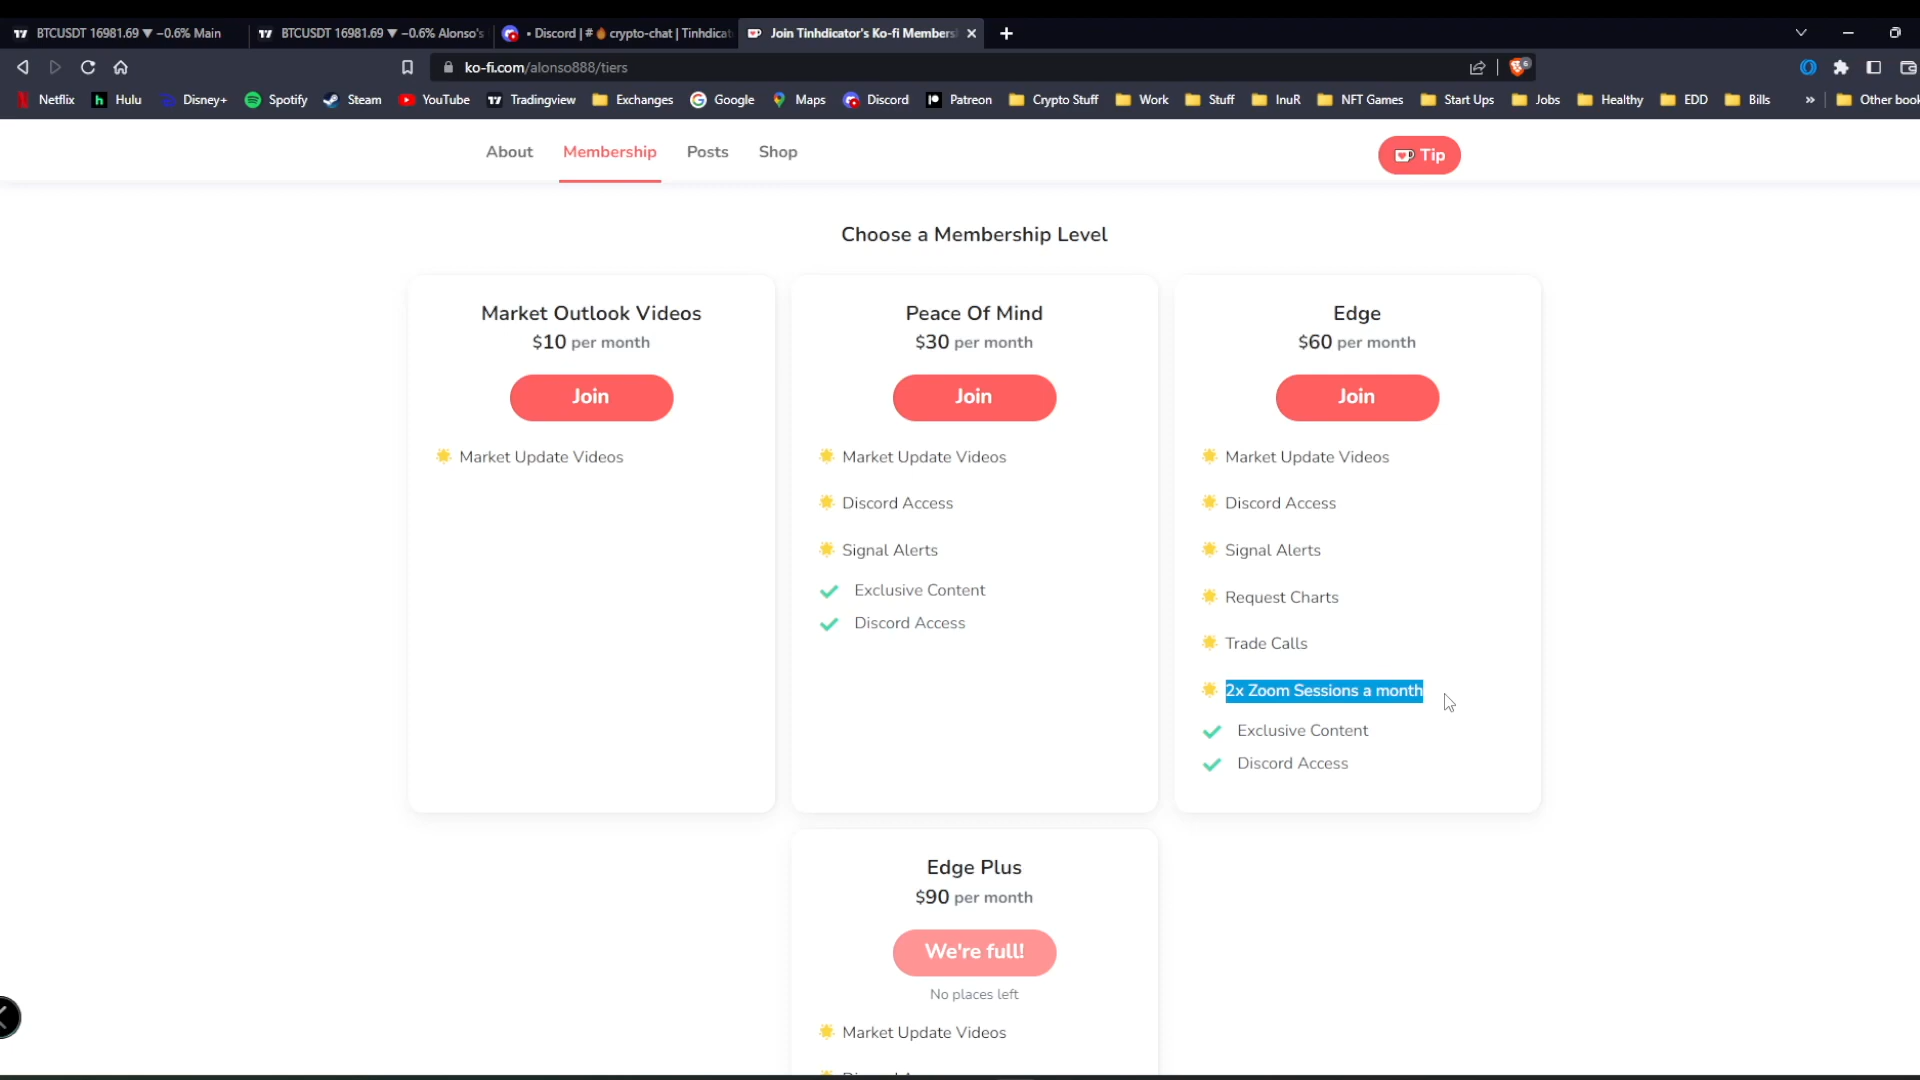 BTCUSDT 16981.69 ▼ −0.6% Main
BTCUSDT 16981.69 ▼ −0.6% Alonso's
• Discord | # 🔥 crypto-chat | Tinhdicat
Join Tinhdicator's Ko-fi Members
ko-fi.com/alonso888/tiers
6
Netflix
Hulu
Disney+
Spotify
Steam
YouTube
Tradingview
Exchanges
Google
Maps
Discord
Patreon
Crypto Stuff
Work
Stuff
InuR
NFT Games
Start Ups
Jobs
Healthy
EDD
Bills
»
Other book
About
Membership
Posts
Shop
Tip
Choose a Membership Level
Market Outlook Videos
$10 per month
Join
Market Update Videos
Peace Of Mind
$30 per month
Join
Market Update Videos
Discord Access
Signal Alerts
Exclusive Content
Discord Access
Edge
$60 per month
Join
Market Update Videos
Discord Access
Signal Alerts
Request Charts
Trade Calls
2x Zoom Sessions a month
Exclusive Content
Discord Access
Edge Plus
$90 per month
We're full!
No places left
Market Update Videos